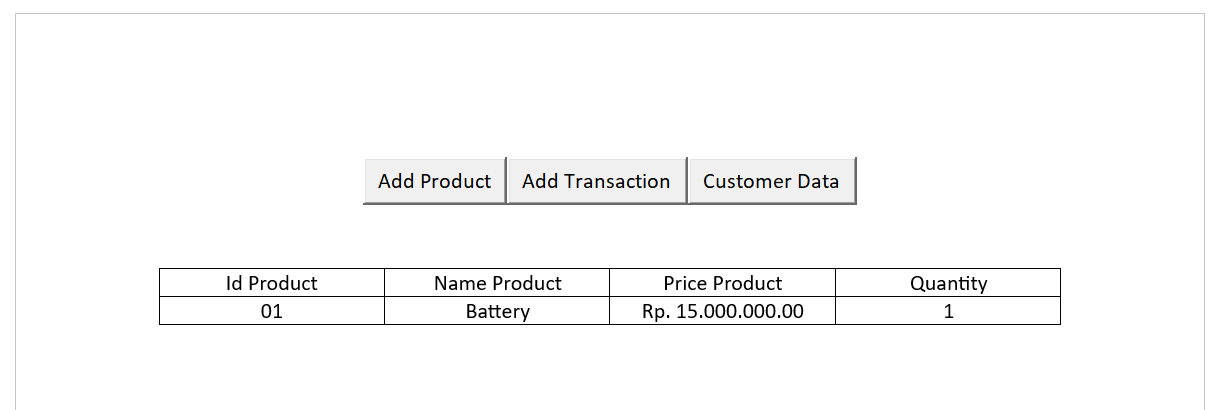 Add Product Add Transaction Customer Data
Id Product Name Product Price Product Quantity
01 Battery Rp. 15.000.000.00 1